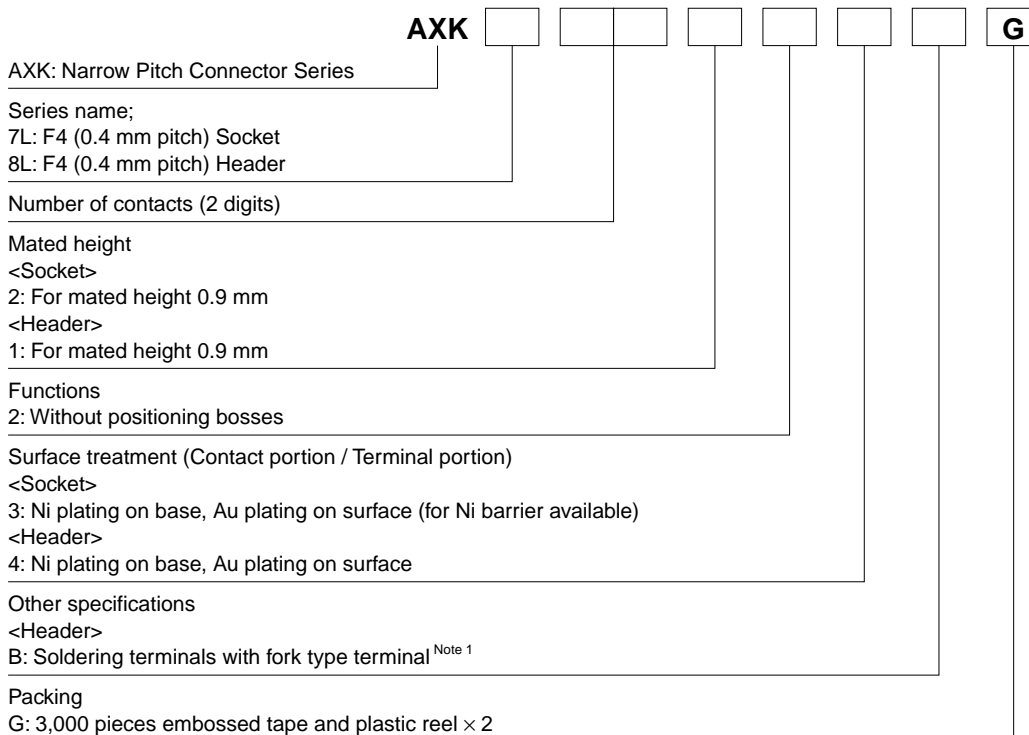 AXK G
AXK: Narrow Pitch Connector Series
Series name;
7L: F4 (0.4 mm pitch) Socket
8L: F4 (0.4 mm pitch) Header
Number of contacts (2 digits)
Mated height
<Socket>
2: For mated height 0.9 mm
<Header>
1: For mated height 0.9 mm
Functions
2: Without positioning bosses
Surface treatment (Contact portion / Terminal portion)
<Socket>
3: Ni plating on base, Au plating on surface (for Ni barrier available)
<Header>
4: Ni plating on base, Au plating on surface
Other specifications
<Header>
B: Soldering terminals with fork type terminal Note 1
Packing
G: 3,000 pieces embossed tape and plastic reel × 2